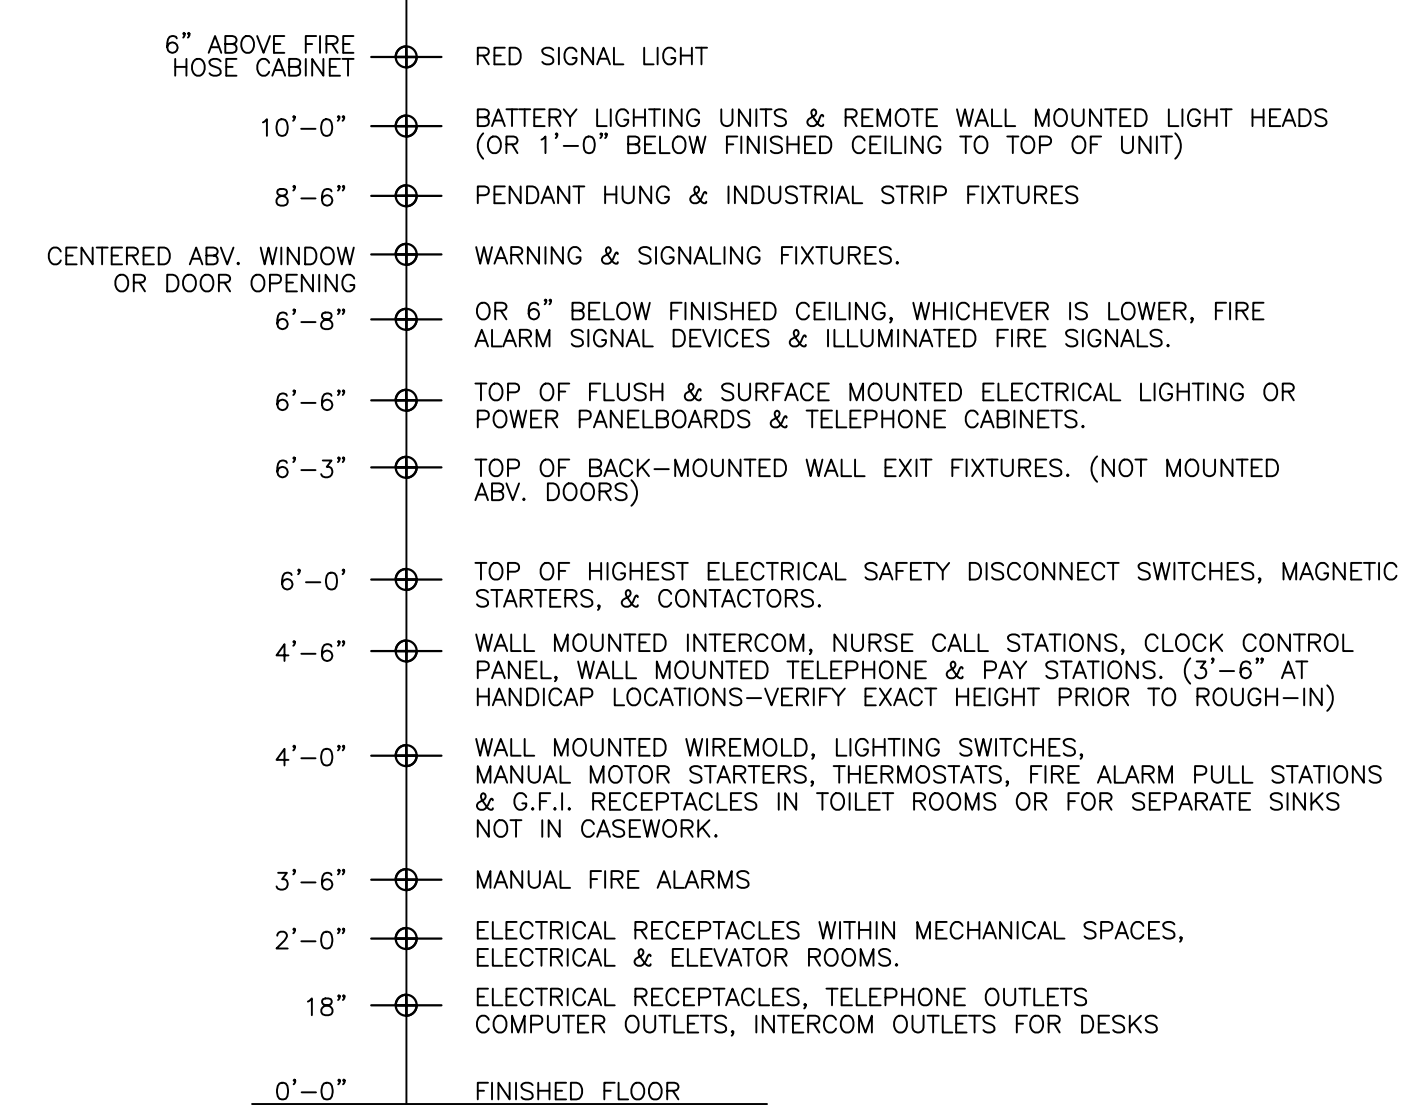 6" ABOVE FIRE
HOSE CABINET
RED SIGNAL LIGHT
10'-0"
BATTERY LIGHTING UNITS & REMOTE WALL MOUNTED LIGHT HEADS
(OR 1'-0" BELOW FINISHED CEILING TO TOP OF UNIT)
8'-6"
PENDANT HUNG & INDUSTRIAL STRIP FIXTURES
CENTERED ABV. WINDOW
OR DOOR OPENING
WARNING & SIGNALING FIXTURES.
6'-8"
OR 6" BELOW FINISHED CEILING, WHICHEVER IS LOWER, FIRE
ALARM SIGNAL DEVICES & ILLUMINATED FIRE SIGNALS.
6'-6"
TOP OF FLUSH & SURFACE MOUNTED ELECTRICAL LIGHTING OR
POWER PANELBOARDS & TELEPHONE CABINETS.
6'-3"
TOP OF BACK-MOUNTED WALL EXIT FIXTURES. (NOT MOUNTED
ABV. DOORS)
6'-0'
TOP OF HIGHEST ELECTRICAL SAFETY DISCONNECT SWITCHES, MAGNETIC
STARTERS, & CONTACTORS.
4'-6"
WALL MOUNTED INTERCOM, NURSE CALL STATIONS, CLOCK CONTROL
PANEL, WALL MOUNTED TELEPHONE & PAY STATIONS. (3'-6" AT
HANDICAP LOCATIONS-VERIFY EXACT HEIGHT PRIOR TO ROUGH-IN)
4'-0"
WALL MOUNTED WIREMOLD, LIGHTING SWITCHES,
MANUAL MOTOR STARTERS, THERMOSTATS, FIRE ALARM PULL STATIONS
& G.F.I. RECEPTACLES IN TOILET ROOMS OR FOR SEPARATE SINKS
NOT IN CASEWORK.
3'-6"
MANUAL FIRE ALARMS
2'-0"
ELECTRICAL RECEPTACLES WITHIN MECHANICAL SPACES,
ELECTRICAL & ELEVATOR ROOMS.
18"
ELECTRICAL RECEPTACLES, TELEPHONE OUTLETS
COMPUTER OUTLETS, INTERCOM OUTLETS FOR DESKS
0'-0"
FINISHED FLOOR